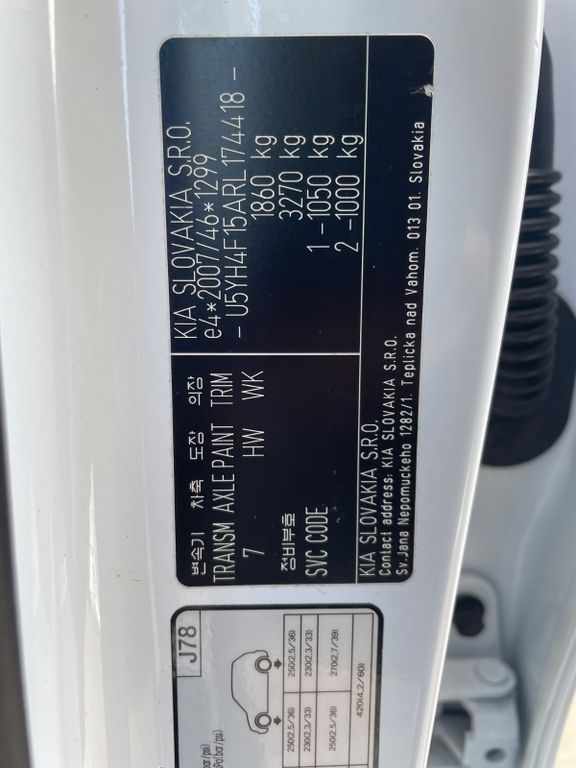 KIA SLOVAKIA S.R.O.
e4*2007/46*1299
- U5YH4F15ARL174418 -
1860 kg
3270 kg
1 -1050 kg
2 -1000 kg
변속기 차축 도장 의장
TRANSM AXLE PAINT TRIM
7 HW WK
정비부호
SVC CODE
KIA SLOVAKIA S.R.O.
Contact address: KIA SLOVAKIA S.R.O.
Sv.Jana Nepomuckeho 1282/1. Teplicka nad Vahom. 013 01. Slovakia
J78
250(2.5/36) 250(2.5/36)
230(2.3/33) 230(2.3/33)
250(2.5/36) 270(2.7/39)
420(4.2/60)